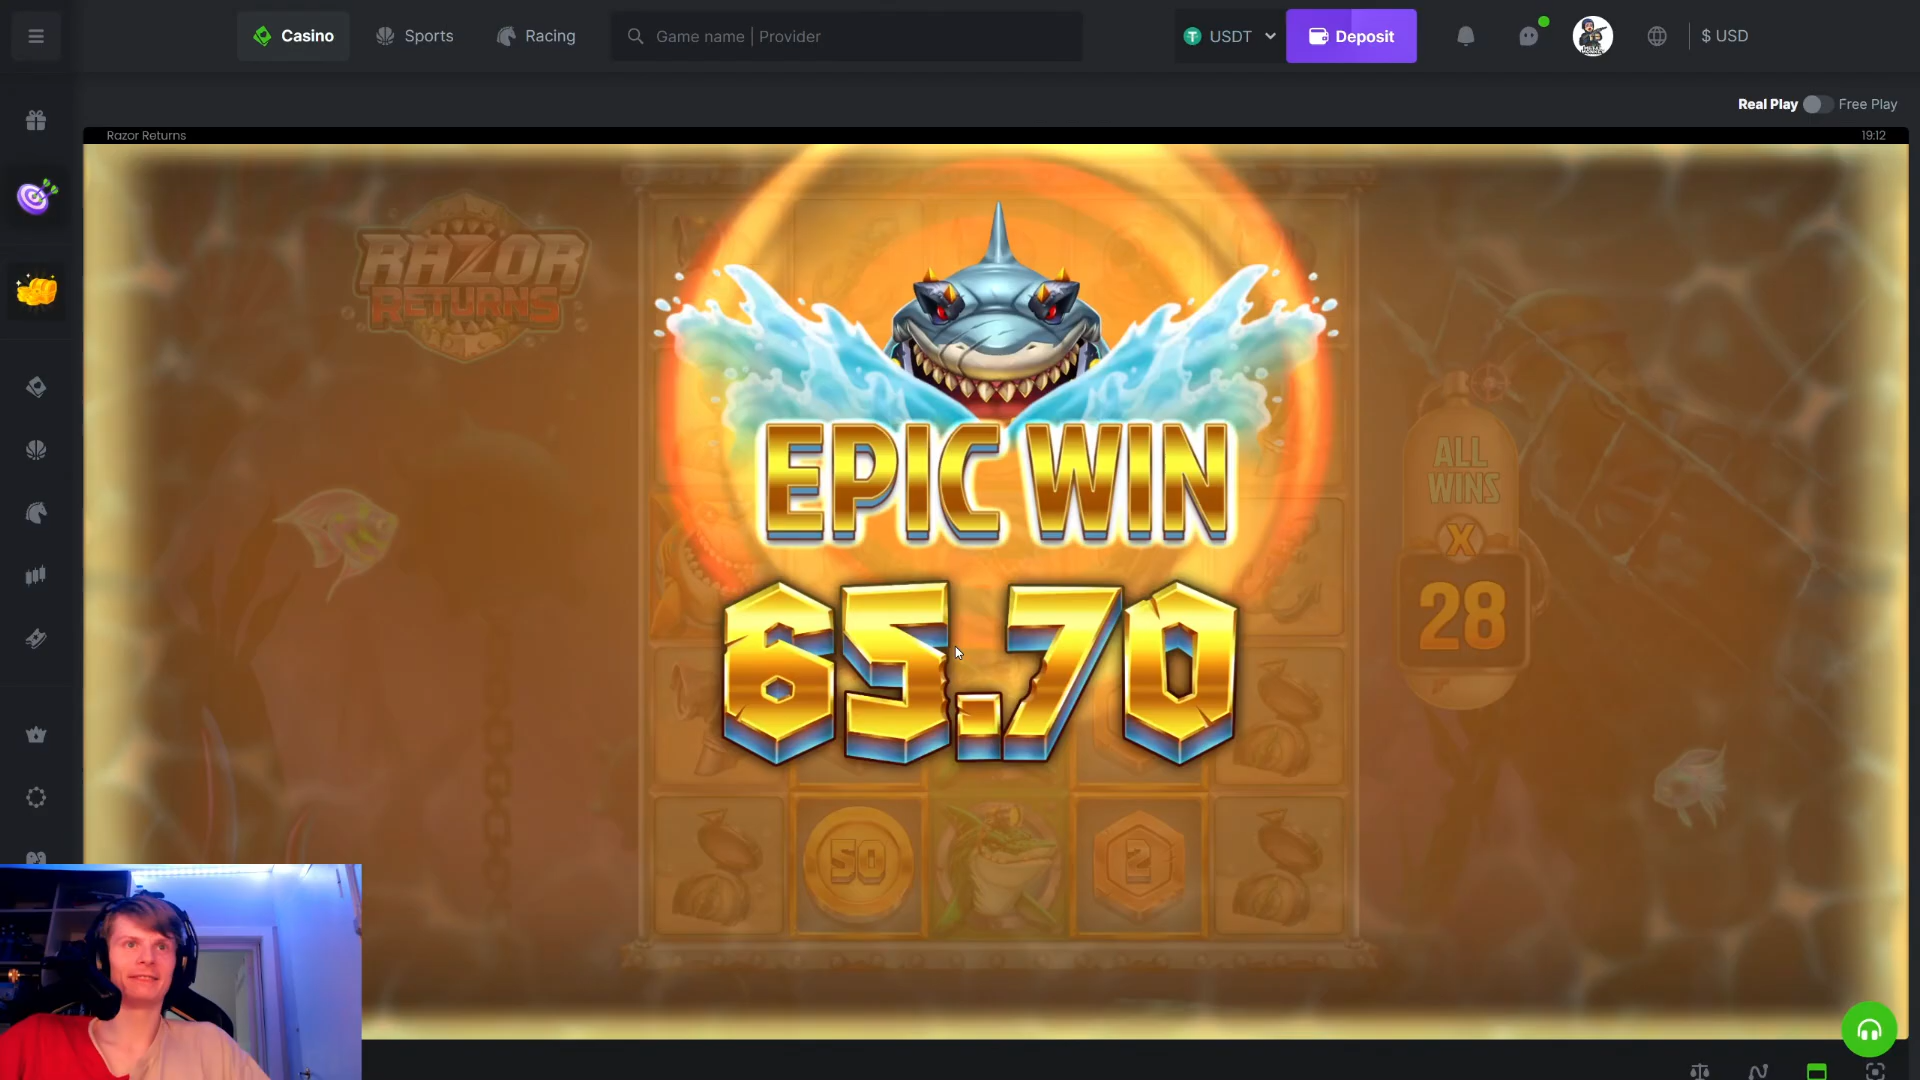 Casino
Sports
Racing
Game name | Provider
USDT
Deposit
$ USD
Real Play
Free Play
Razor Returns
19:12
RAZOR
RETURNS
EPIC WIN
65.70
ALL
WINS
X
28
50
2